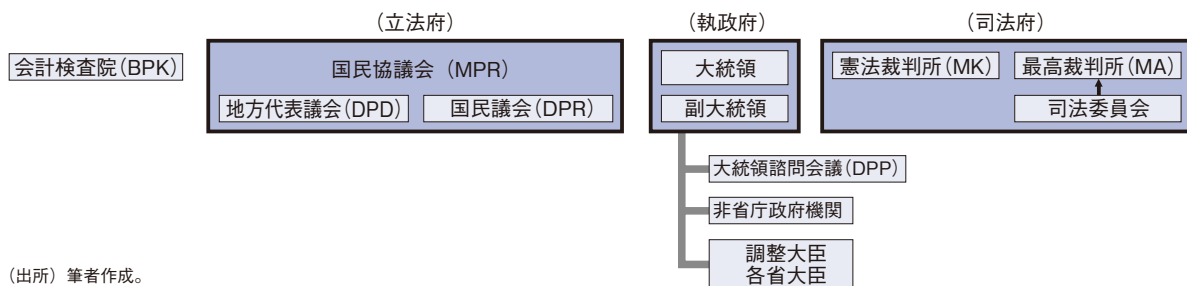 （立法府）
（執政府）
（司法府）
会計検査院（BPK）
国民協議会（MPR）
大統領
憲法裁判所（MK）
最高裁判所（MA）
地方代表議会（DPD）
国民議会（DPR）
副大統領
司法委員会
大統領諮問会議（DPP）
非省庁政府機関
調整大臣
各省大臣
（出所）筆者作成。